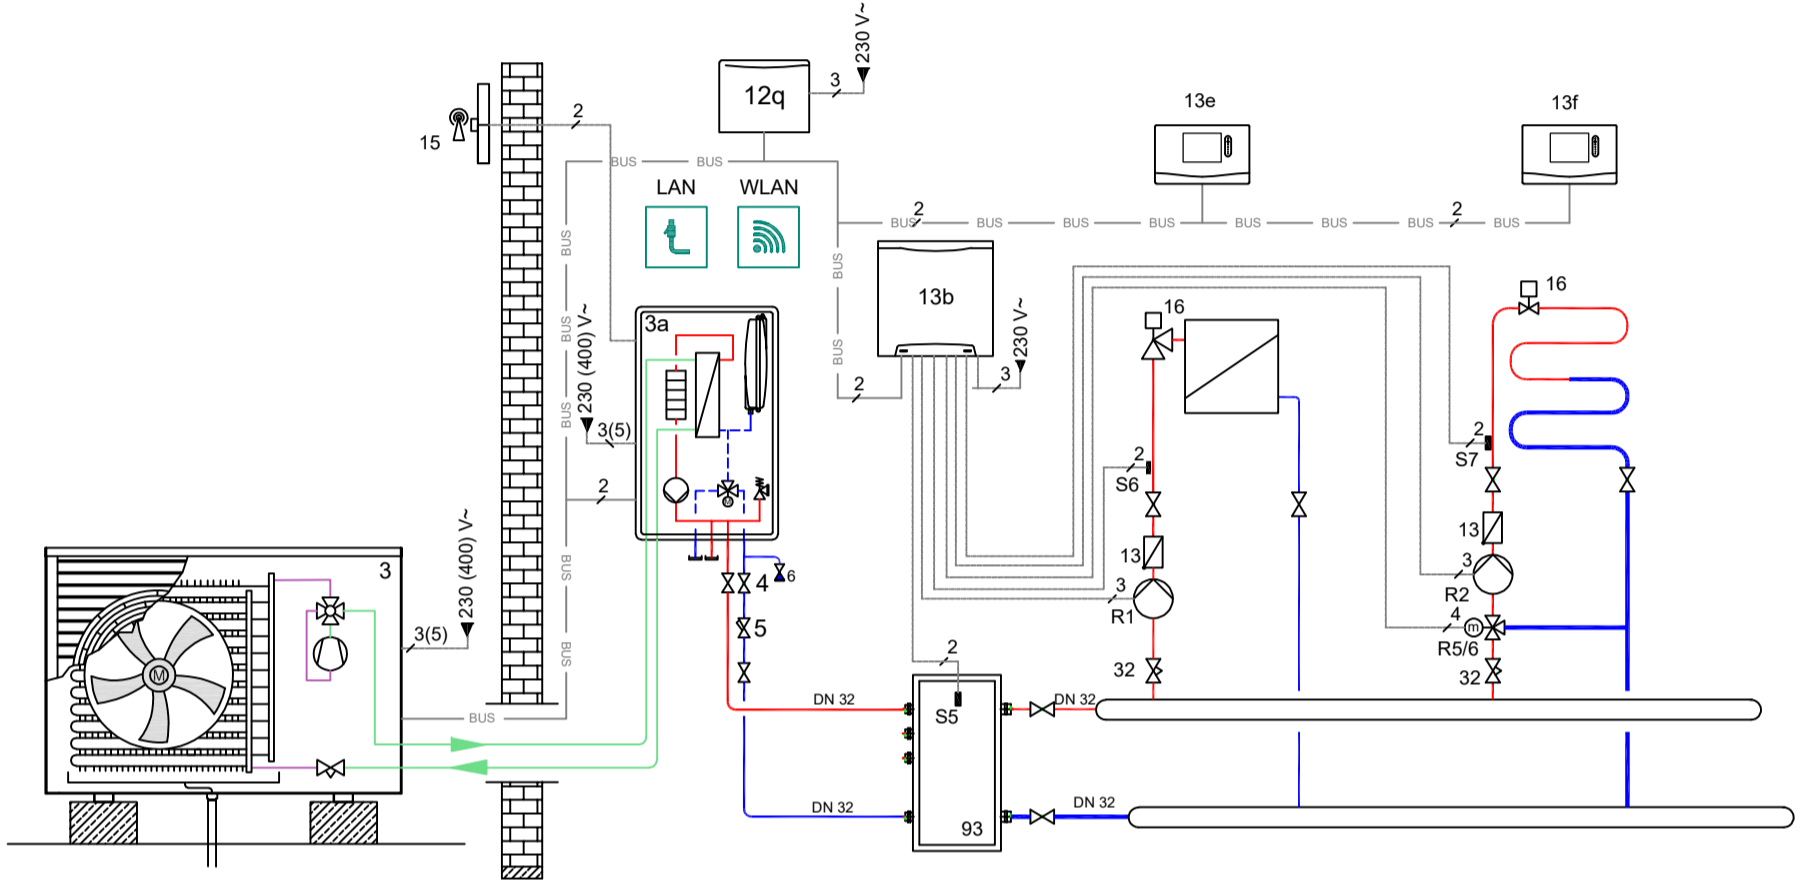 230 V~
3
12q
13e
13f
2
15
BUS
BUS
LAN
WLAN
2
2
BUS
BUS
BUS
BUS
BUS
BUS
BUS
BUS
BUS
BUS
13b
16
16
3a
230 V~
230 (400) V~
BUS
BUS
2
3
BUS
3(5)
2
S6
2
S7
2
M
230 (400) V~
3
BUS
3(5)
4
6
5
13
13
3
R1
3
R2
4
m
R5/6
M
2
32
32
BUS
BUS
DN 32
S5
DN 32
DN 32
93
DN 32